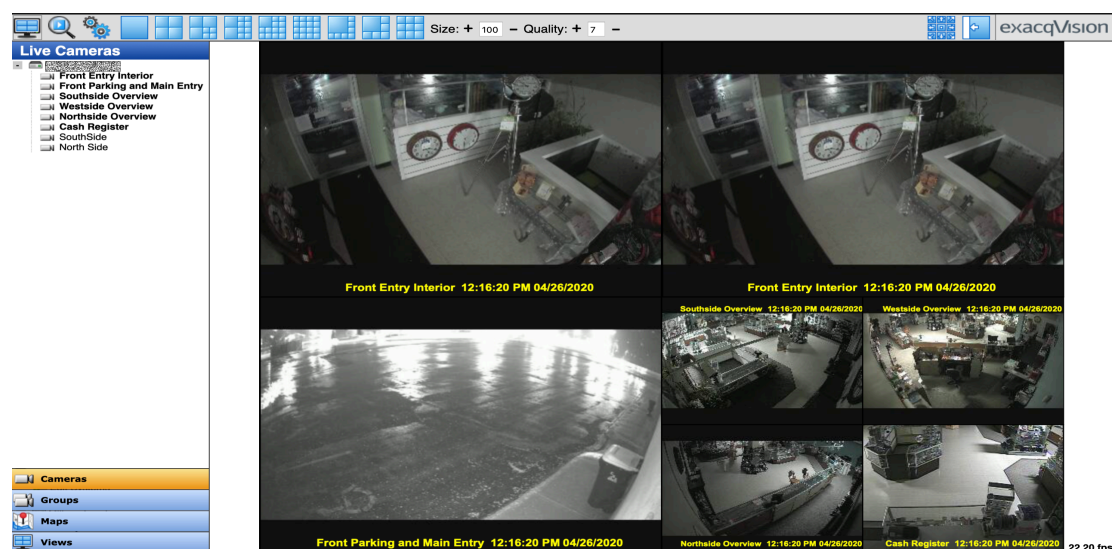 Size: + 100 – Quality: + 7 –
exacqVision
Live Cameras
Front Entry Interior
Front Parking and Main Entry
Southside Overview
Westside Overview
Northside Overview
Cash Register
SouthSide
North Side
Cameras
Groups
Maps
Views
Front Entry Interior 12:16:20 PM 04/26/2020
Front Entry Interior 12:16:20 PM 04/26/2020
Southside Overview 12:16:20 PM 04/26/2020
Westside Overview 12:16:20 PM 04/26/2020
Front Parking and Main Entry 12:16:20 PM 04/26/2020
Northside Overview 12:16:20 PM 04/26/2020
Cash Register 12:16:20 PM 04/26/2020
22.20 fps